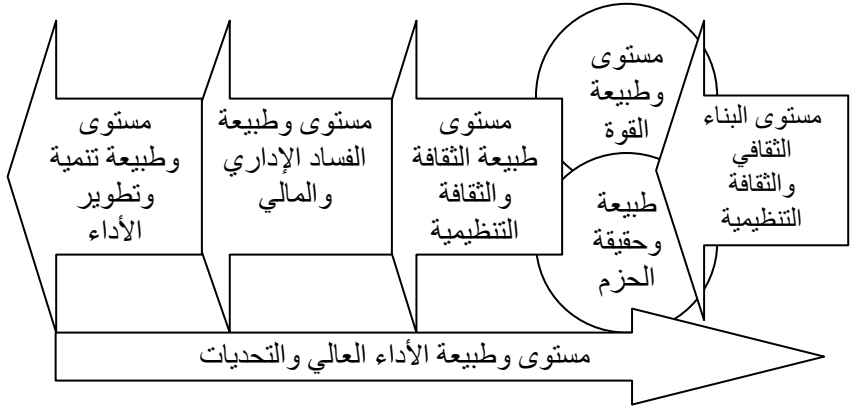 مستوى البناء
الثقافي
والثقافة
التنظيمية
مستوى
وطبيعة
القوة
طبيعة
وحقيقة
الحزم
مستوى
طبيعة الثقافة
والثقافة
التنظيمية
مستوى وطبيعة
الفساد الإداري
والمالي
مستوى
وطبيعة تنمية
وتطوير
الأداء
مستوى وطبيعة الأداء العالي والتحديات